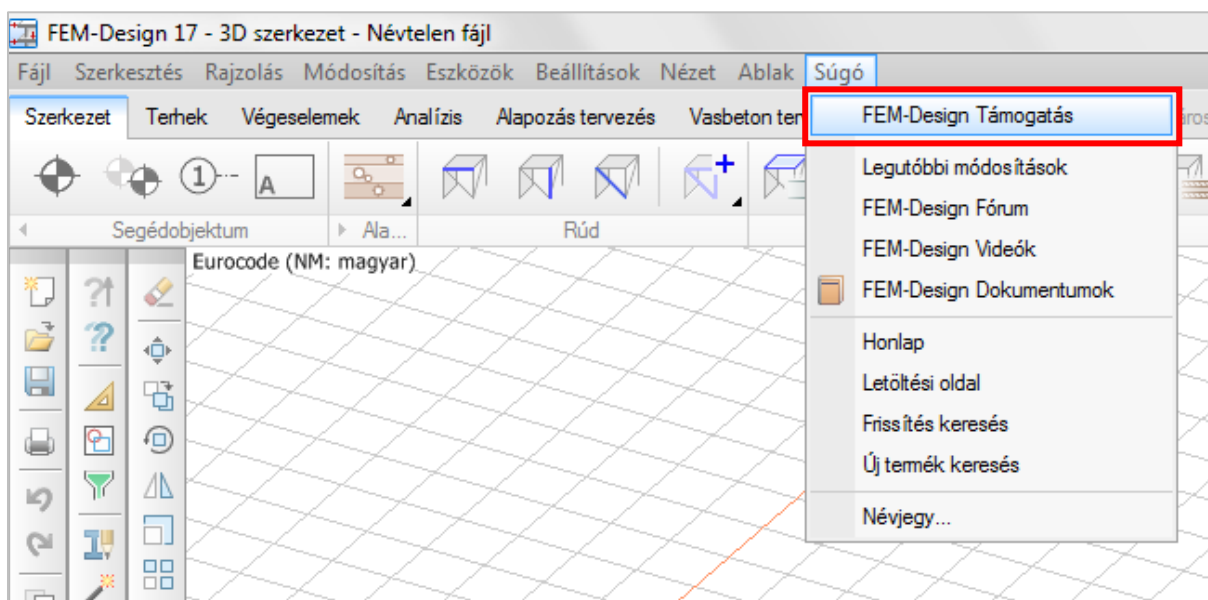 FEM-Design 17 - 3D szerkezet - Névtelen fájl
Fájl Szerkesztés Rajzolás Módosítás Eszközök Beállítások Nézet Ablak Súgó
Szerkezet Terhek Végeselemek Analízis Alapozás tervezés Vasbeton ter
FEM-Design Támogatás
Legutóbbi módosítások
FEM-Design Fórum
FEM-Design Videók
FEM-Design Dokumentumok
Honlap
Letöltési oldal
Frissítés keresés
Új termék keresés
Névjegy...
1 A
Segédobjektum Ala... Rúd
Eurocode (NM: magyar)